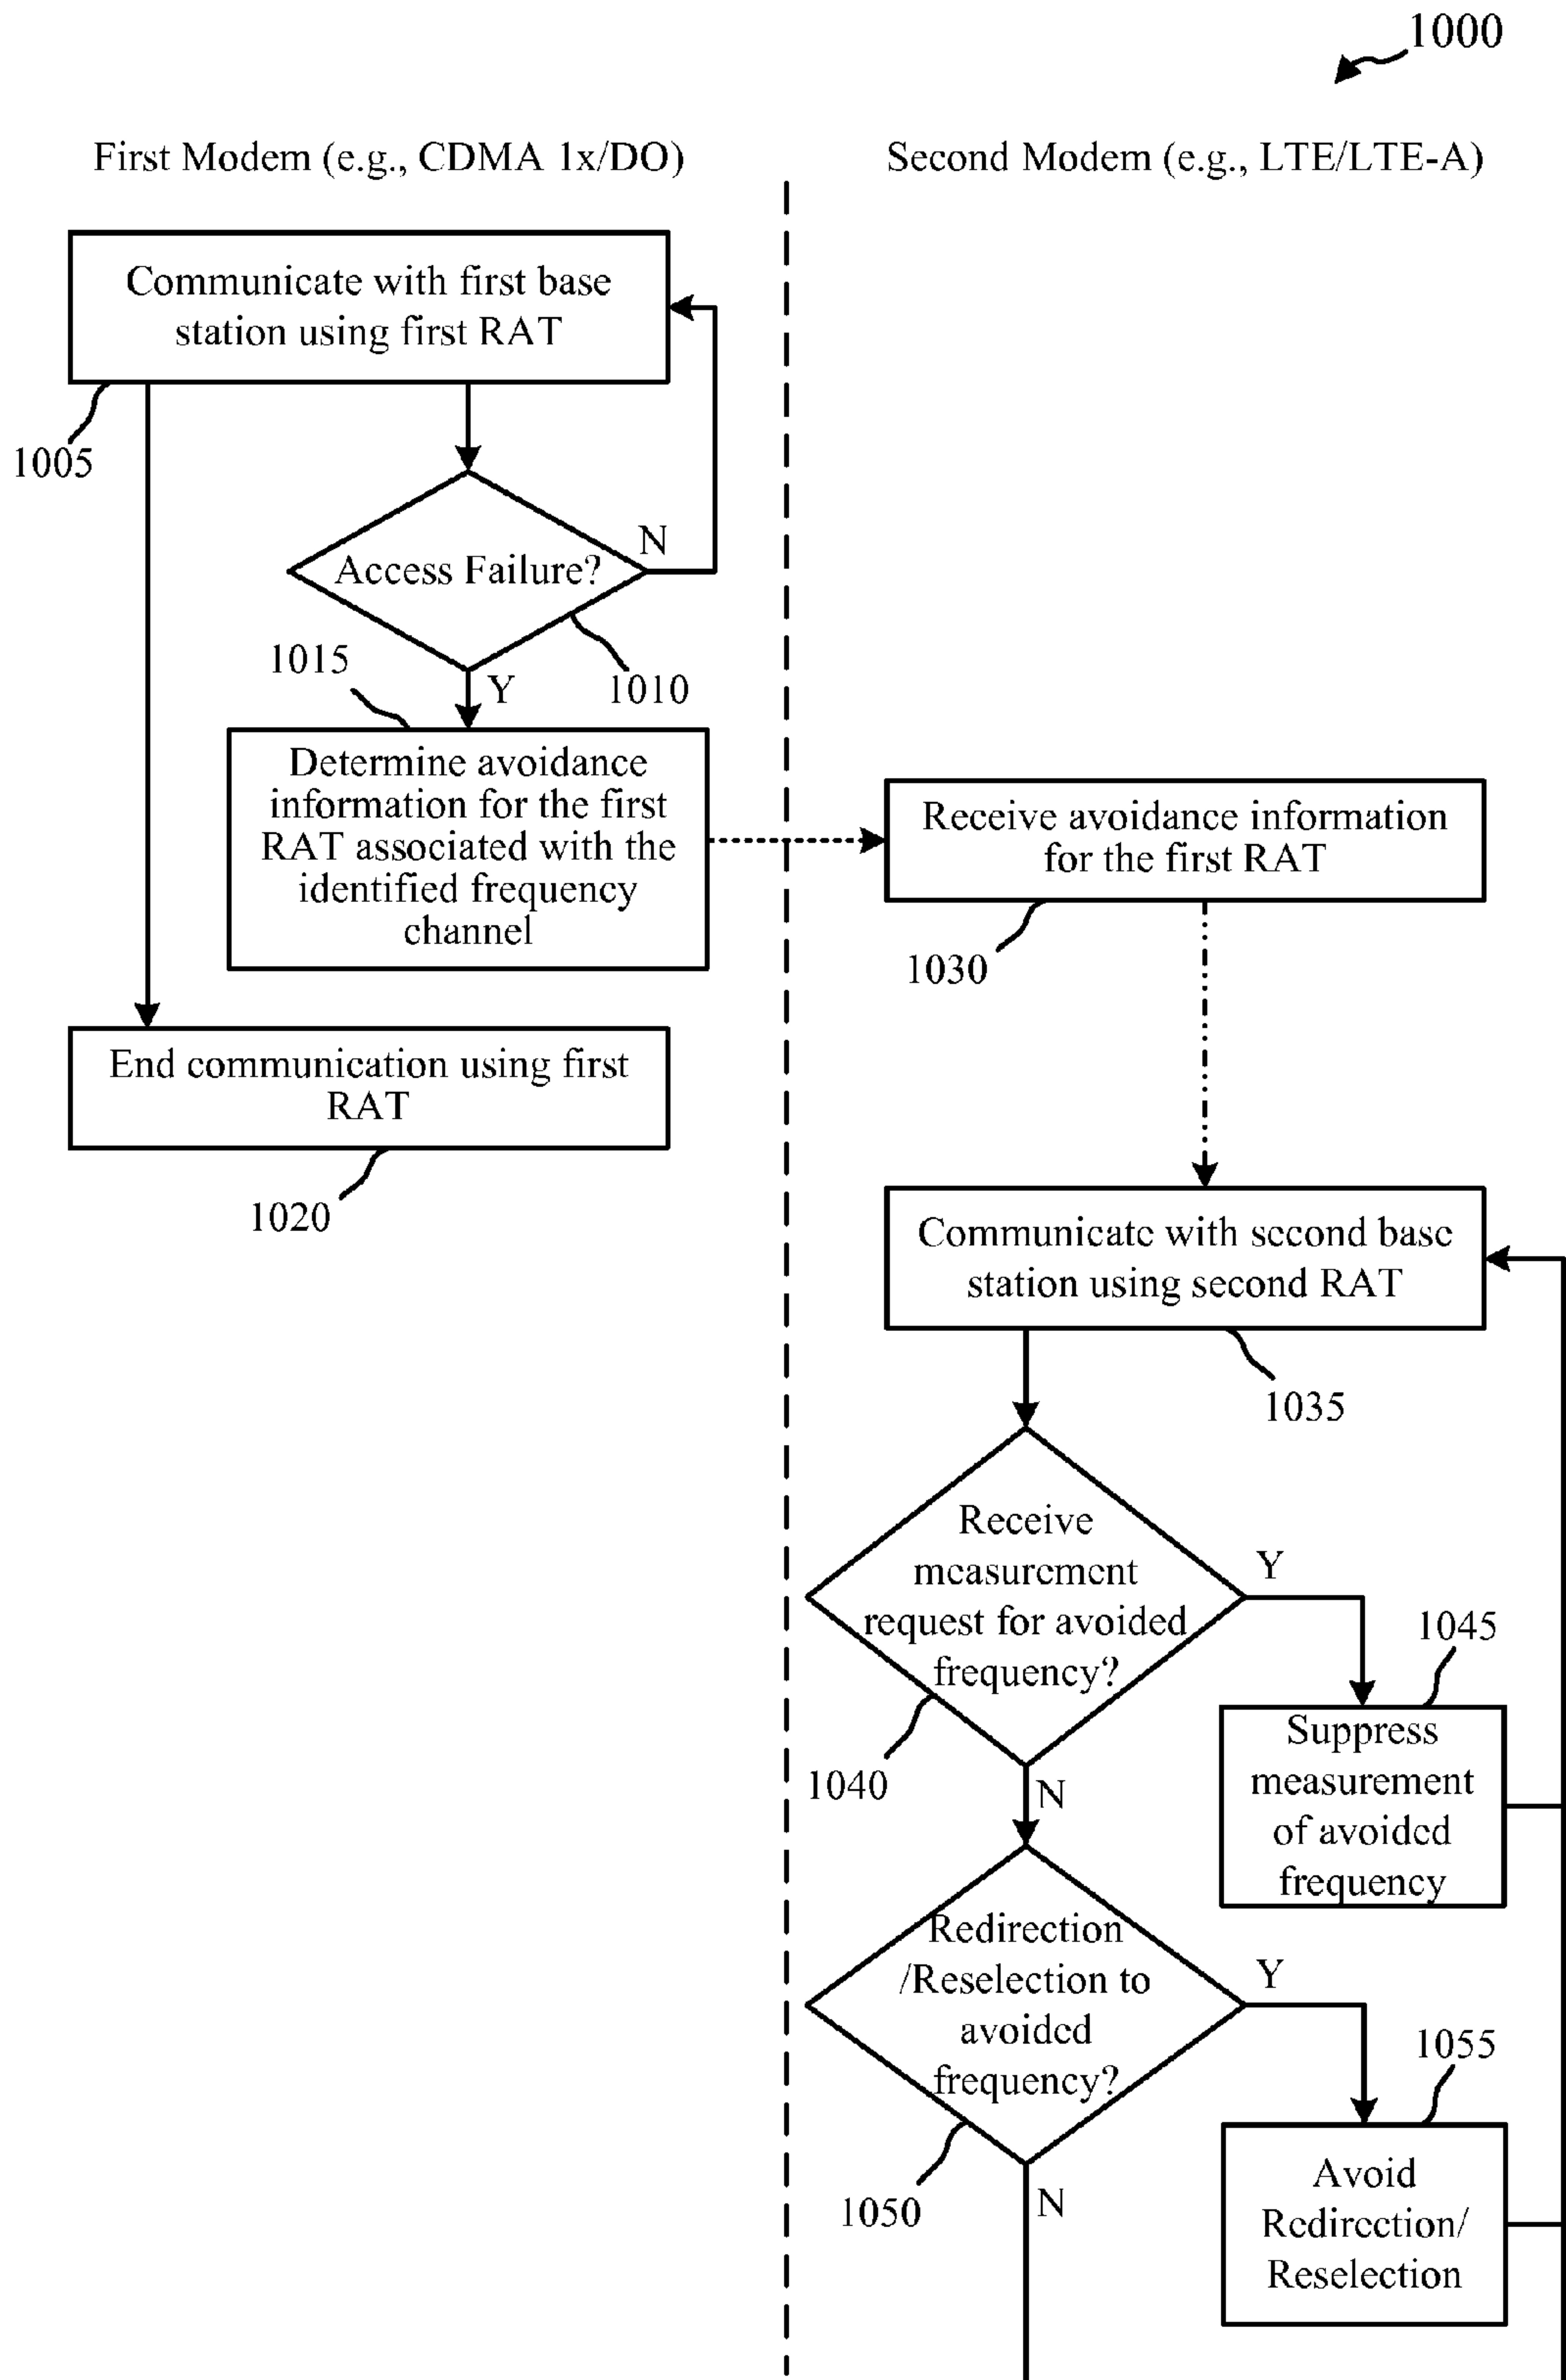 1000
First Modem (e.g., CDMA 1x/DO)
Second Modem (e.g., LTE/LTE-A)
Communicate with first base
station using first RAT
1005
Access Failure?
N
1010
Y
1015
Determine avoidance
information for the first
RAT associated with the
identified frequency
channel
Receive avoidance information
for the first RAT
1030
End communication using first
RAT
1020
Communicate with second base
station using second RAT
1035
Receive
measurement
request for avoided
frequency?
Y
1040
N
1045
Suppress
measurement
of avoided
frequency
Redirection
/Reselection to
avoided
frequency?
Y
1050
N
1055
Avoid
Redirection/
Reselection